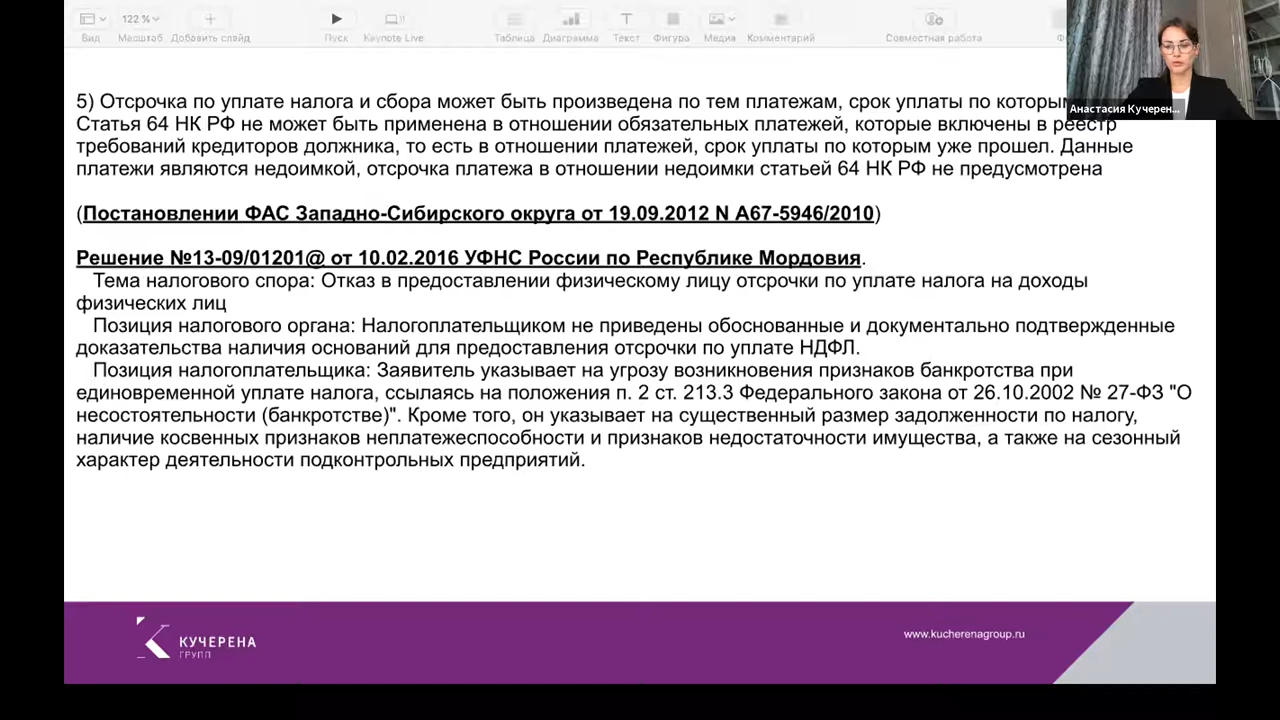 122 %
Вид
Масштаб
Добавить слайд
Пуск
Keynote Live
Таблица
Диаграмма
Текст
Фигура
Медиа
Комментарий
Совместная работа
Анастасия Кучерен...
5) Отсрочка по уплате налога и сбора может быть произведена по тем платежам, срок уплаты по которым
Статья 64 НК РФ не может быть применена в отношении обязательных платежей, которые включены в реестр
требований кредиторов должника, то есть в отношении платежей, срок уплаты по которым уже прошел. Данные
платежи являются недоимкой, отсрочка платежа в отношении недоимки статьей 64 НК РФ не предусмотрена
(Постановлении ФАС Западно-Сибирского округа от 19.09.2012 N А67-5946/2010)
Решение №13-09/01201@ от 10.02.2016 УФНС России по Республике Мордовия.
Тема налогового спора: Отказ в предоставлении физическому лицу отсрочки по уплате налога на доходы
физических лиц
Позиция налогового органа: Налогоплательщиком не приведены обоснованные и документально подтвержденные
доказательства наличия оснований для предоставления отсрочки по уплате НДФЛ.
Позиция налогоплательщика: Заявитель указывает на угрозу возникновения признаков банкротства при
единовременной уплате налога, ссылаясь на положения п. 2 ст. 213.3 Федерального закона от 26.10.2002 № 27-ФЗ "О
несостоятельности (банкротстве)". Кроме того, он указывает на существенный размер задолженности по налогу,
наличие косвенных признаков неплатежеспособности и признаков недостаточности имущества, а также на сезонный
характер деятельности подконтрольных предприятий.
КУЧЕРЕНА
ГРУПП
www.kucherenagroup.ru